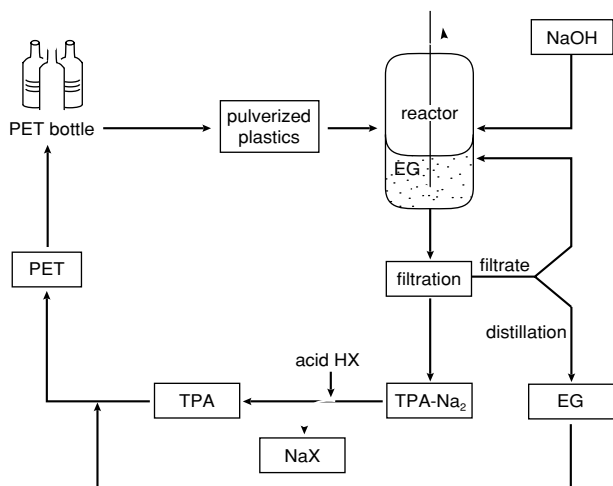 NaOH
PET bottle
pulverized
plastics
reactor
EG
PET
filtration
filtrate
distillation
acid HX
TPA
TPA-Na₂
EG
NaX